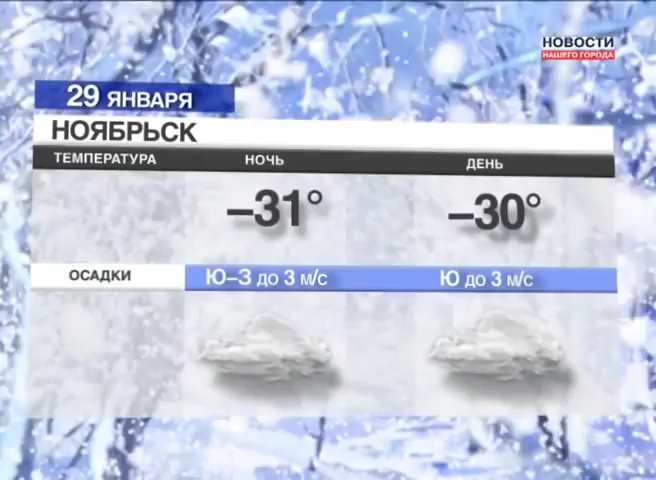 НОВОСТИ
НАШЕГО ГОРОДА
29 ЯНВАРЯ
НОЯБРЬСК
ТЕМПЕРАТУРА НОЧЬ ДЕНЬ
–31° –30°
ОСАДКИ Ю–З ДО 3 М/С Ю ДО 3 М/С